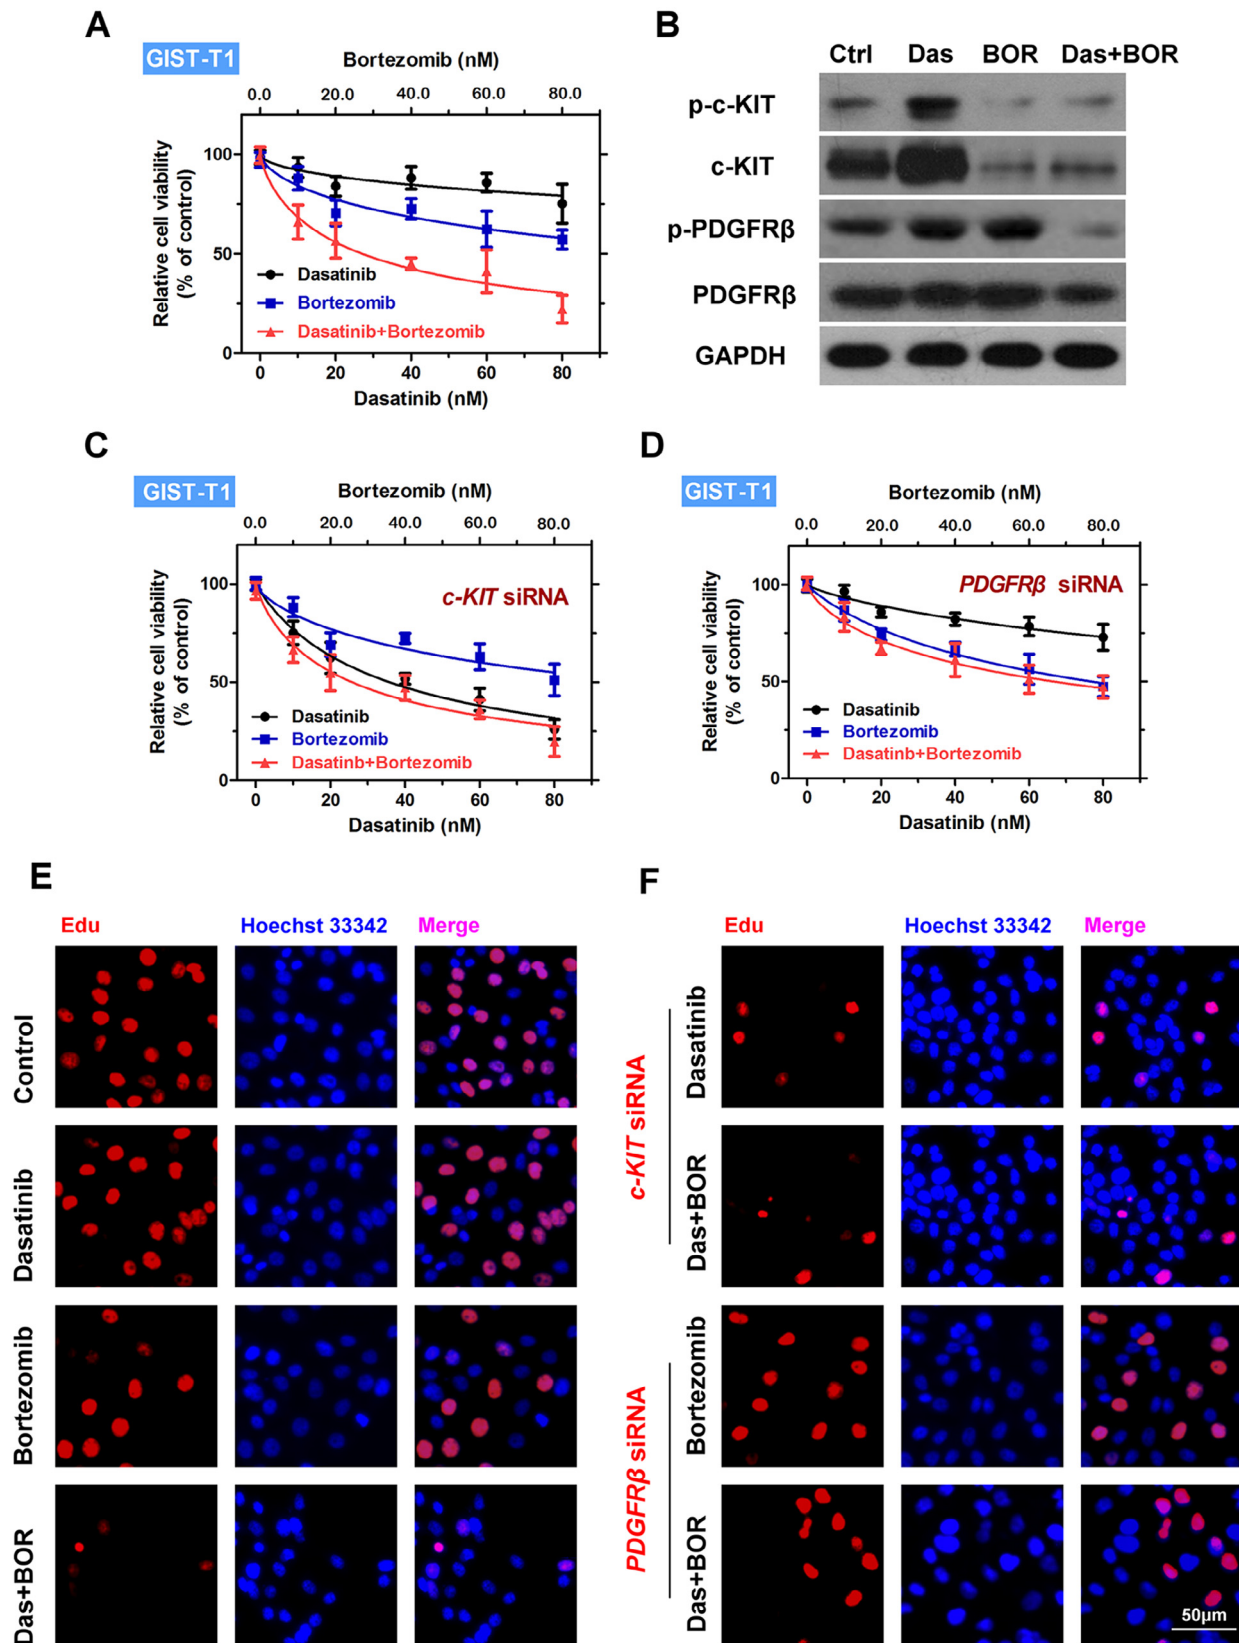 A
GIST-T1
Bortezomib (nM)
0.0 20.0 40.0 60.0 80.0
Relative cell viability
(% of control)
100
50
0
Dasatinib
Bortezomib
Dasatinib+Bortezomib
0 20 40 60 80
Dasatinib (nM)
B
Ctrl Das BOR Das+BOR
p-c-KIT
c-KIT
p-PDGFRβ
PDGFRβ
GAPDH
C
GIST-T1
Bortezomib (nM)
0.0 20.0 40.0 60.0 80.0
c-KIT siRNA
Relative cell viability
(% of control)
100
50
0
Dasatinib
Bortezomib
Dasatinb+Bortezomib
0 20 40 60 80
Dasatinib (nM)
D
GIST-T1
Bortezomib (nM)
0.0 20.0 40.0 60.0 80.0
PDGFRβ siRNA
Relative cell viability
(% of control)
100
50
0
Dasatinib
Bortezomib
Dasatinib+Bortezomib
0 20 40 60 80
Dasatinib (nM)
E
Edu Hoechst 33342 Merge
Control
Dasatinib
Bortezomib
Das+BOR
F
Edu Hoechst 33342 Merge
c-KIT siRNA
Dasatinib
Das+BOR
PDGFRβ siRNA
Bortezomib
Das+BOR
50μm